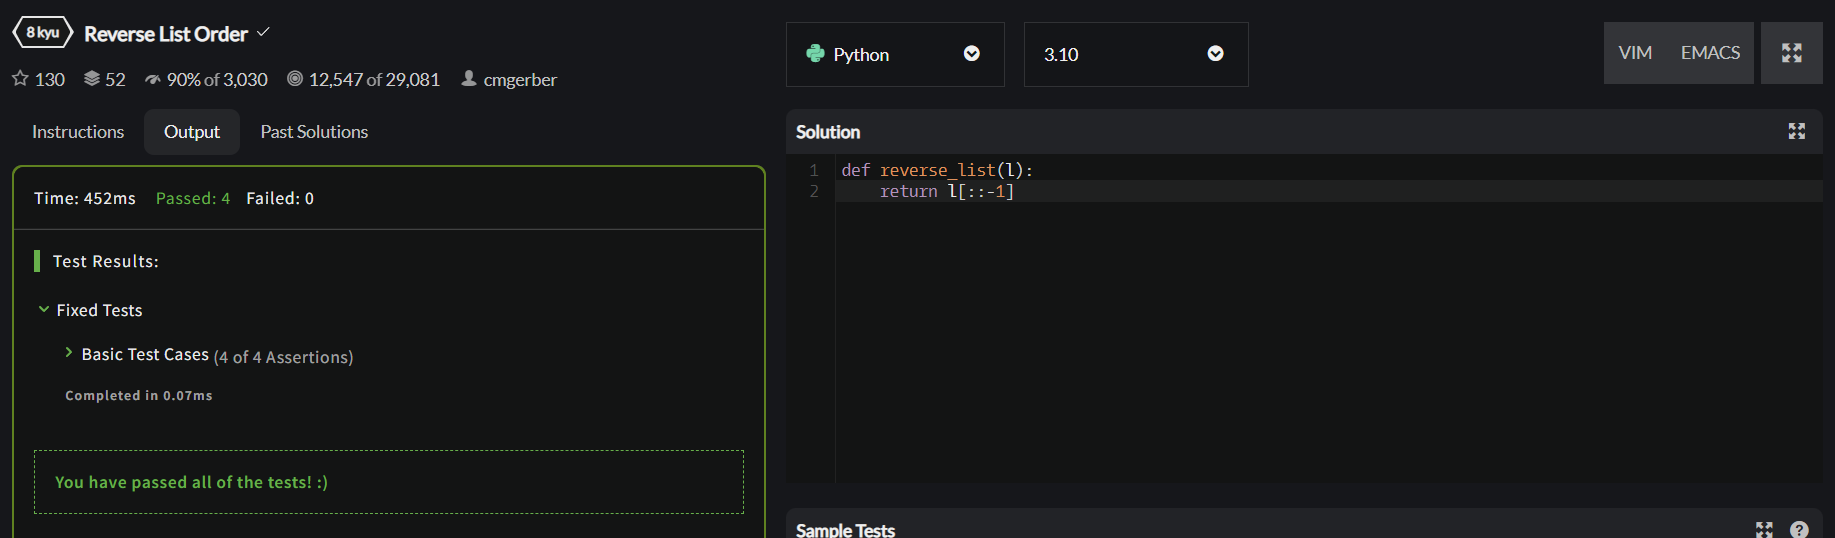 8 kyu Reverse List Order
130 52 90% of 3,030 12,547 of 29,081 cmgerber
Instructions Output Past Solutions
Time: 452ms Passed: 4 Failed: 0
Test Results:
Fixed Tests
Basic Test Cases (4 of 4 Assertions)
Completed in 0.07ms
You have passed all of the tests! :)
Python 3.10 VIM EMACS
Solution
1 def reverse_list(l):
2     return l[::-1]
Sample Tests ?